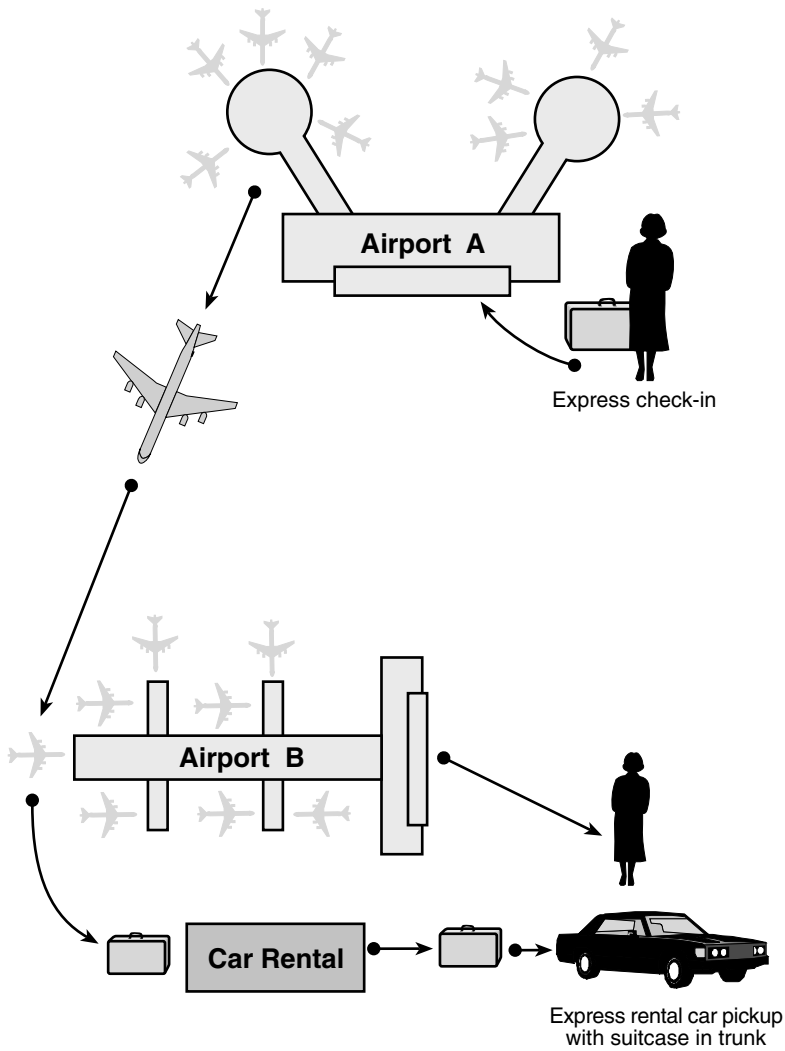 Airport A
Express check-in
Airport B
Car Rental
Express rental car pickup
with suitcase in trunk